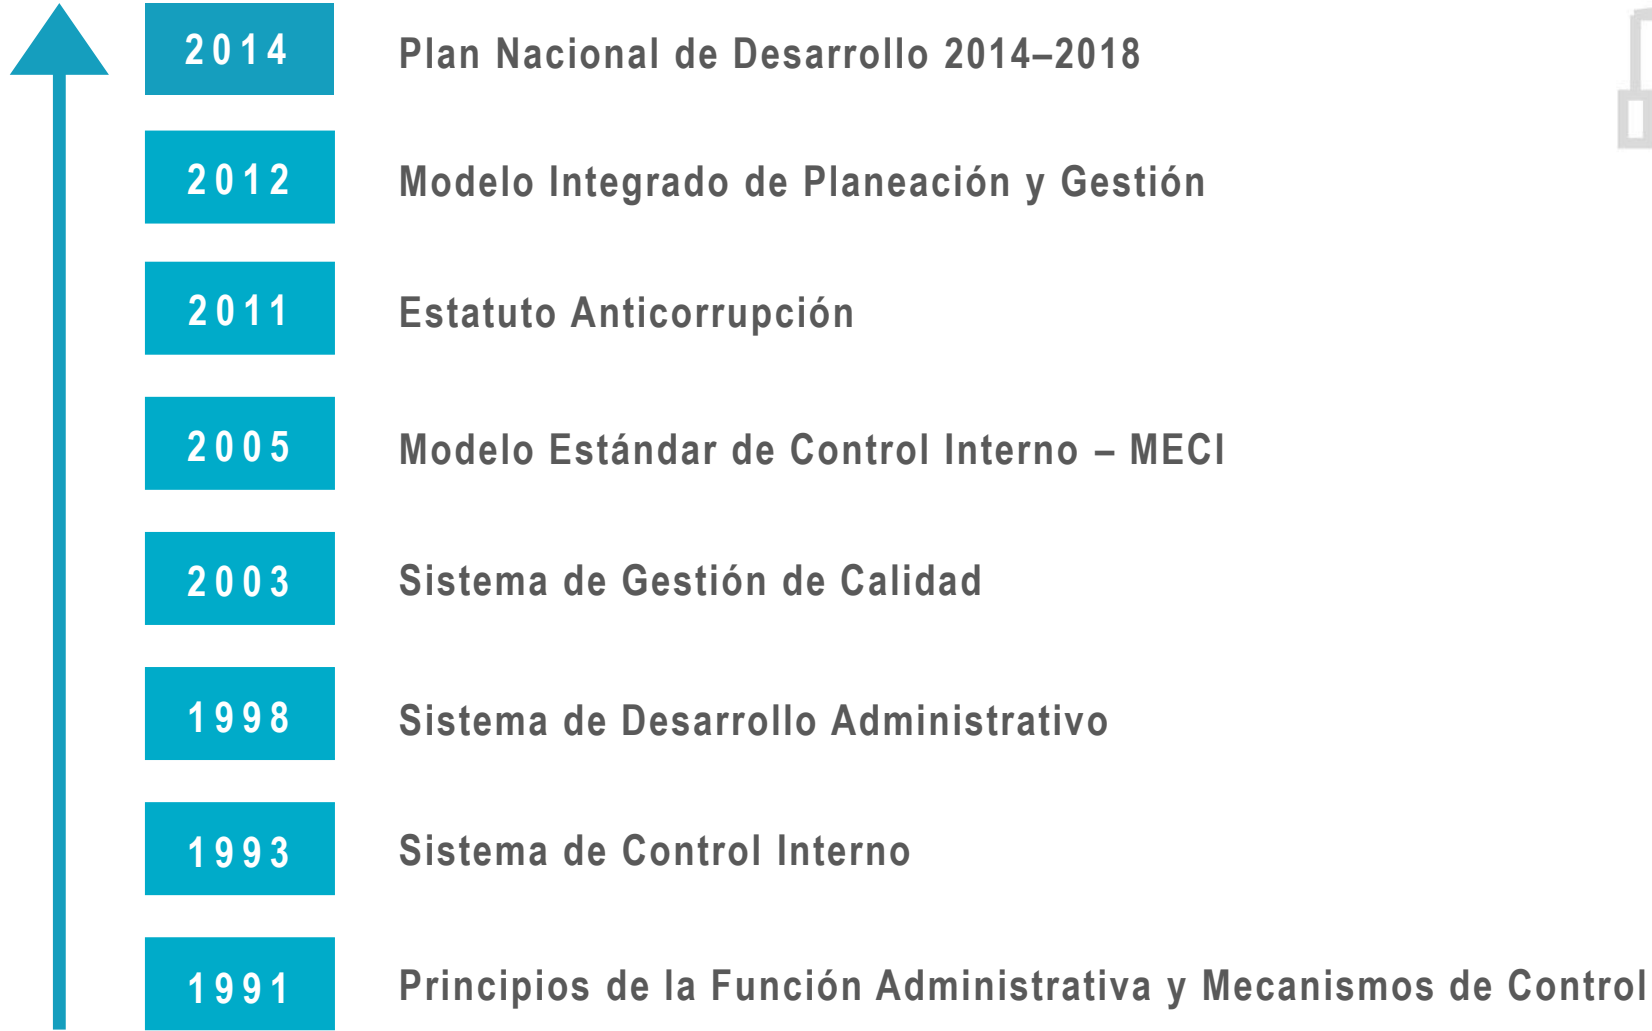 2014 Plan Nacional de Desarrollo 2014–2018
2012 Modelo Integrado de Planeación y Gestión
2011 Estatuto Anticorrupción
2005 Modelo Estándar de Control Interno – MECI
2003 Sistema de Gestión de Calidad
1998 Sistema de Desarrollo Administrativo
1993 Sistema de Control Interno
1991 Principios de la Función Administrativa y Mecanismos de Control